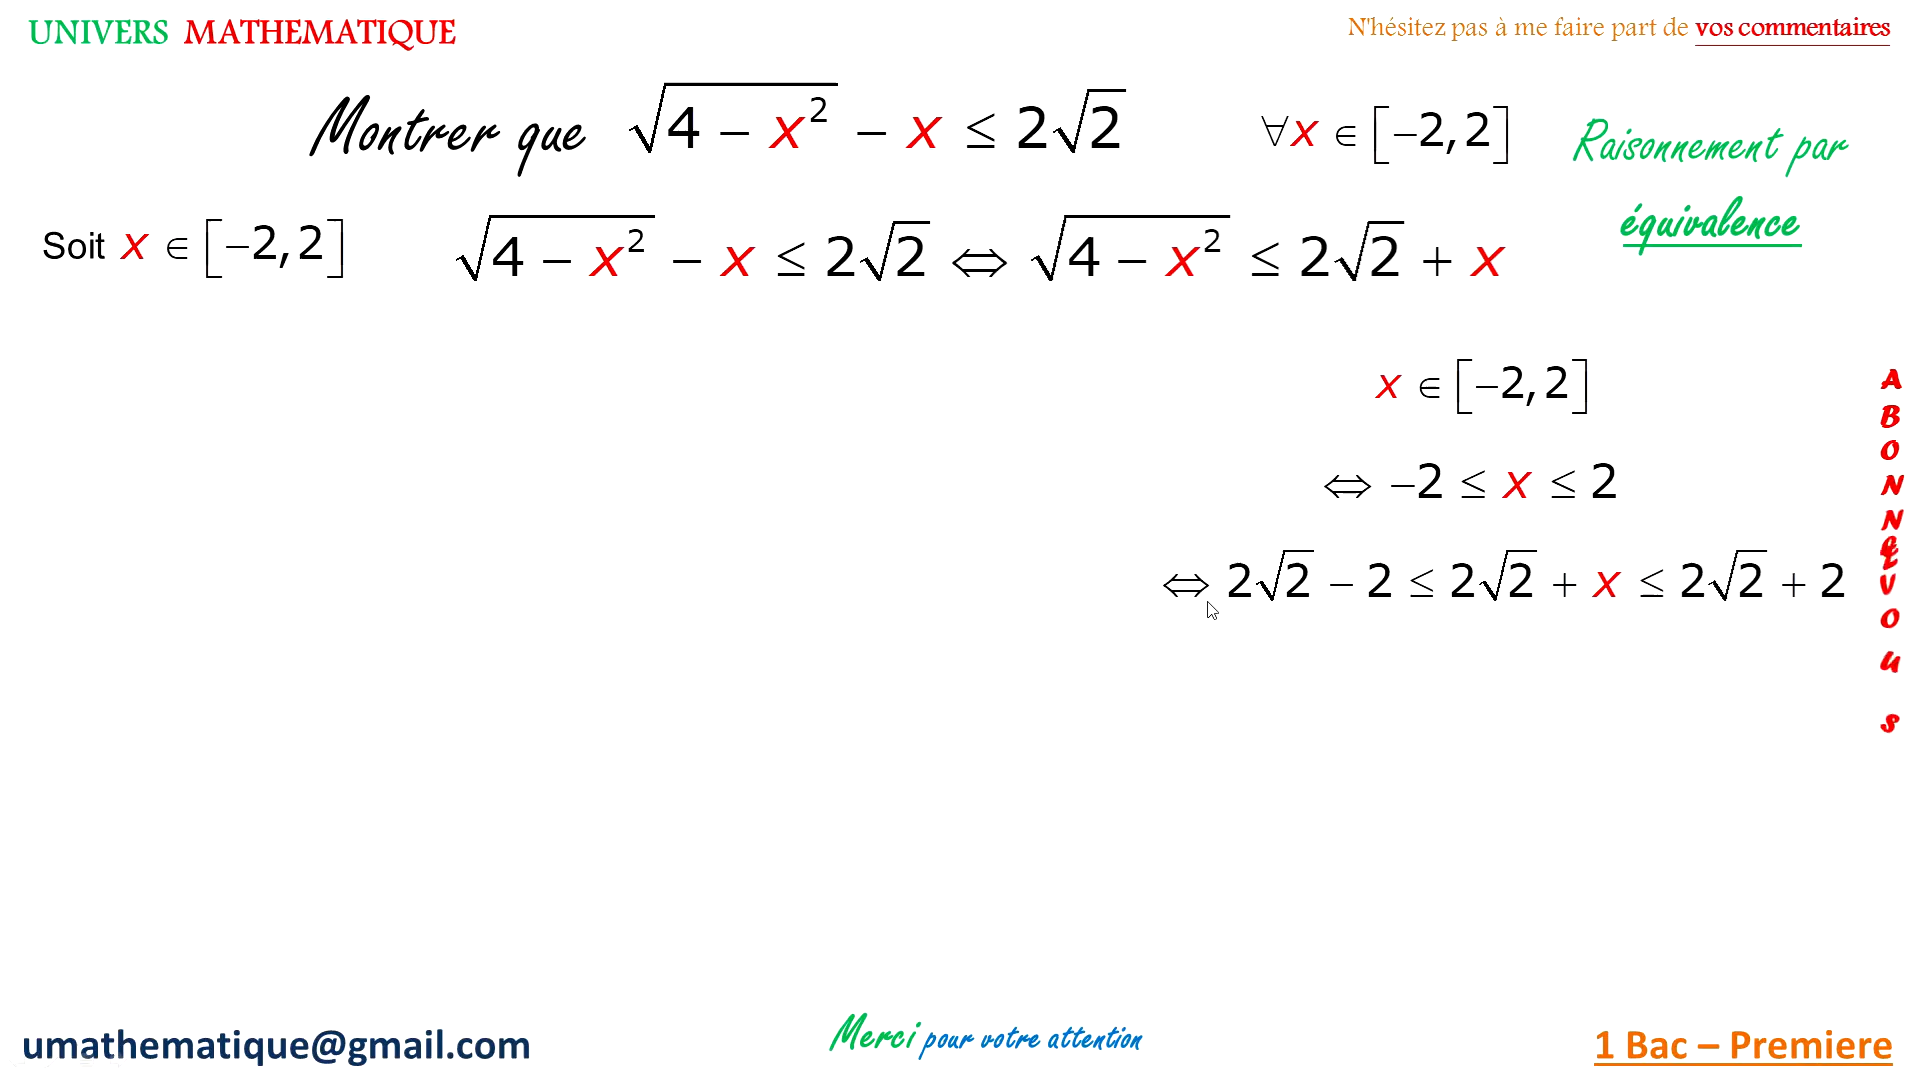 UNIVERS MATHEMATIQUE
N'hésitez pas à me faire part de vos commentaires
Montrer que √(4 − x²) − x ≤ 2√2 ∀x ∈ [−2,2]
Raisonnement par
équivalence
Soit x ∈ [−2,2] √(4 − x²) − x ≤ 2√2 ⇔ √(4 − x²) ≤ 2√2 + x
x ∈ [−2,2]
⇔ −2 ≤ x ≤ 2
⇔ 2√2 − 2 ≤ 2√2 + x ≤ 2√2 + 2
A
B
O
N
N
E
Z
V
O
U
S
umathematique@gmail.com
Merci pour votre attention
1 Bac – Premiere